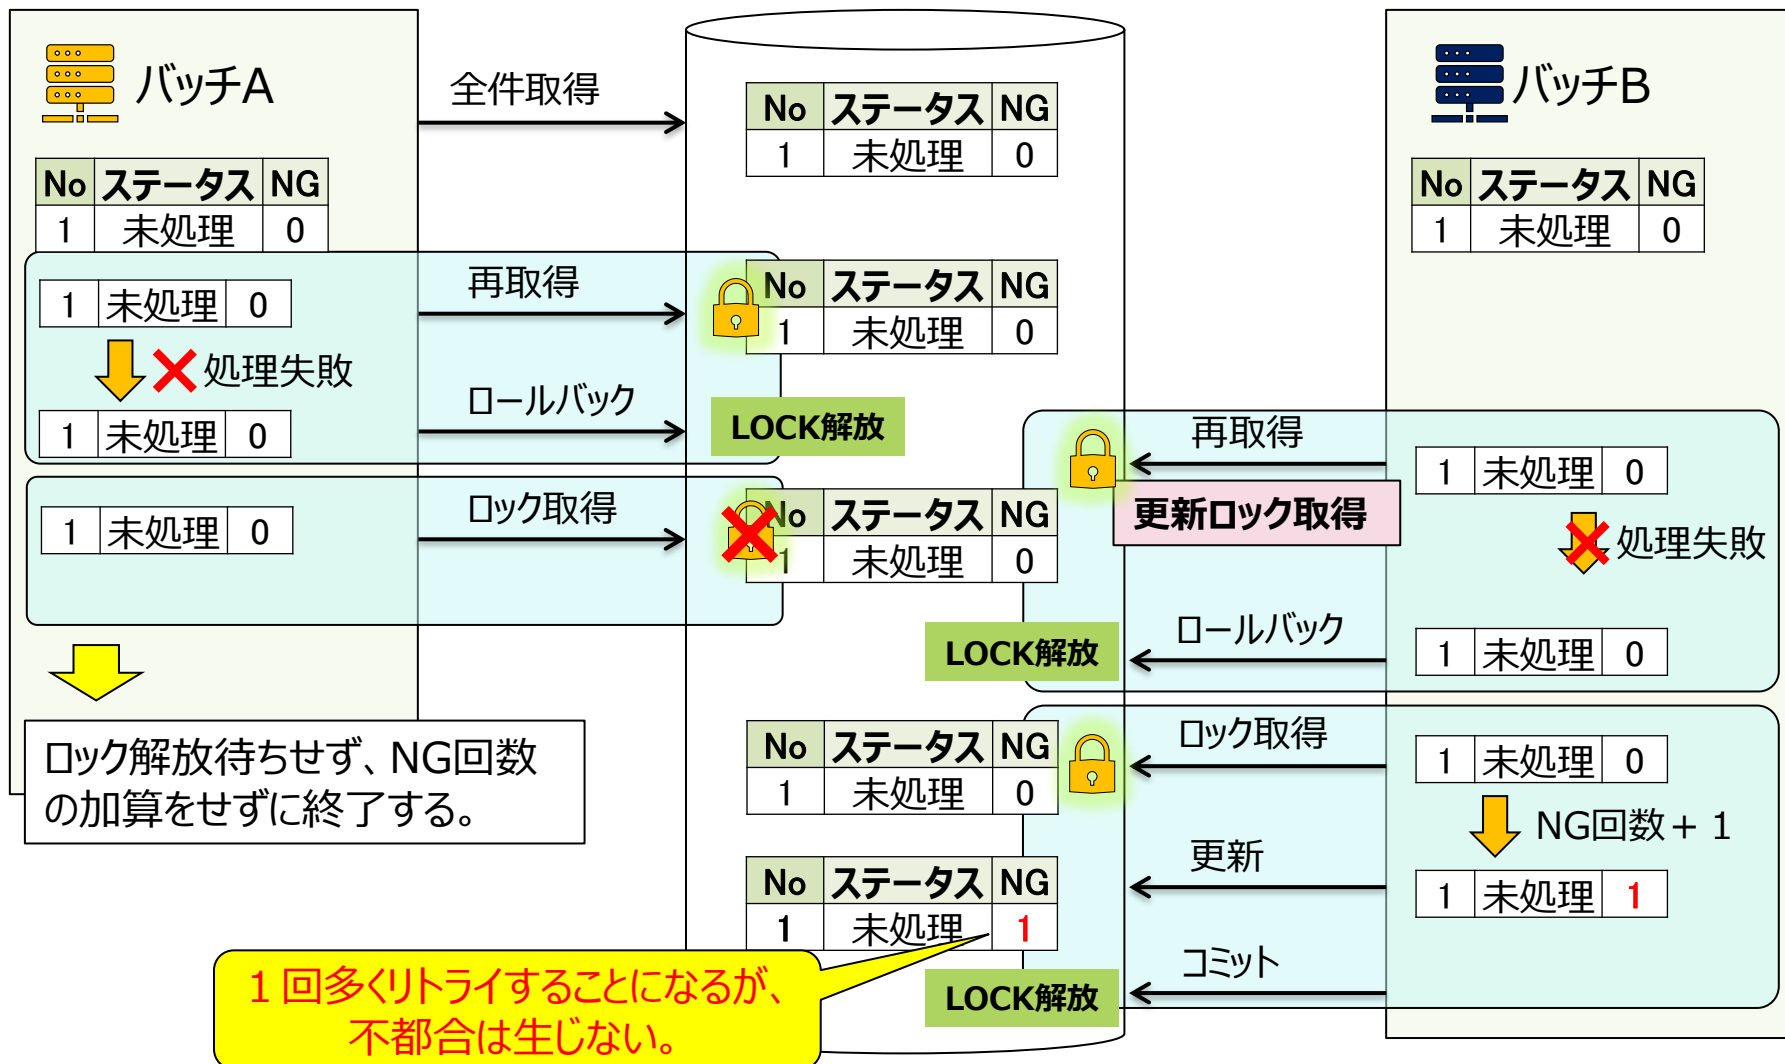 バッチA
全件取得
No ステータス NG
1 未処理 0
バッチB
No ステータス NG
1 未処理 0
No ステータス NG
1 未処理 0
1 未処理 0
再取得
No ステータス NG
1 未処理 0
処理失敗
1 未処理 0
ロールバック
LOCK解放
再取得
1 未処理 0
1 未処理 0
ロック取得
No ステータス NG
1 未処理 0
更新ロック取得
処理失敗
ロールバック
LOCK解放
1 未処理 0
ロック解放待ちせず、NG回数
の加算をせずに終了する。
No ステータス NG
1 未処理 0
ロック取得
1 未処理 0
NG回数+1
更新
No ステータス NG
1 未処理 1
1 未処理 1
1回多くリトライすることになるが、
不都合は生じない。
コミット
LOCK解放